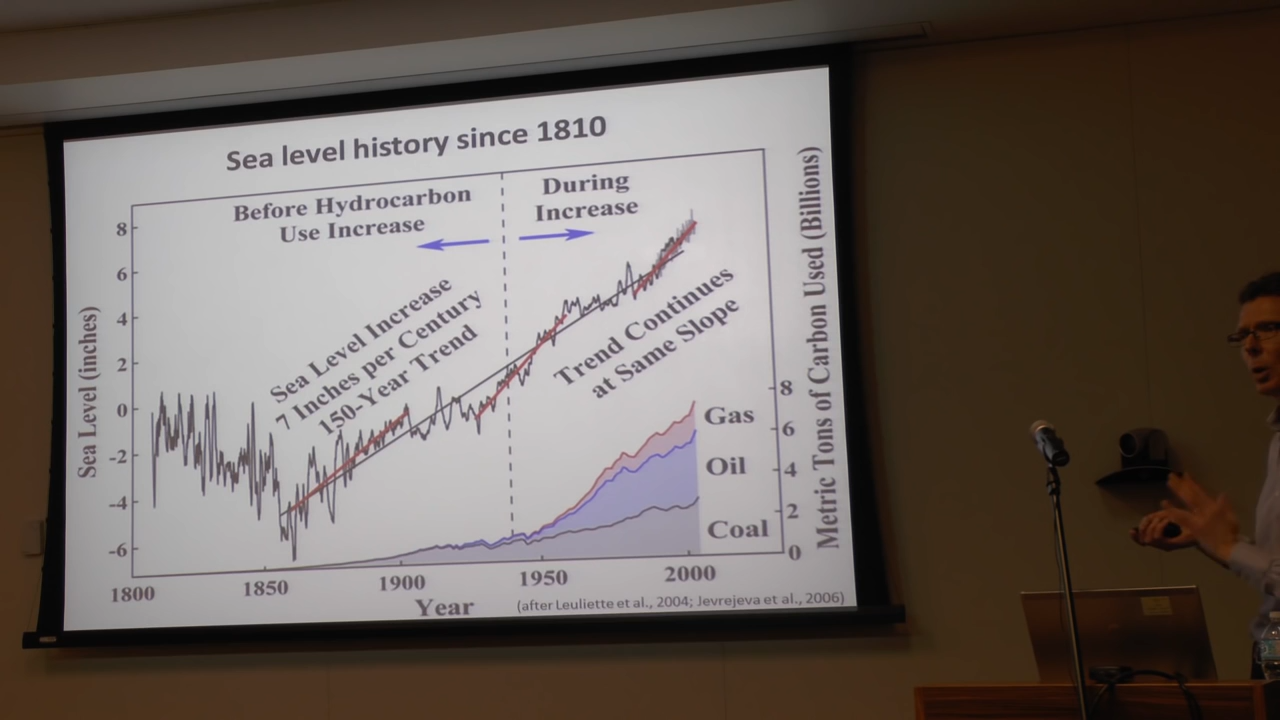 Sea level history since 1810
Before Hydrocarbon
Use Increase
During
Increase
Sea Level Increase
7 Inches per Century
150-Year Trend
Trend Continues
at Same Slope
Sea Level (inches)
8
6
4
2
0
-2
-4
-6
Metric Tons of Carbon Used (Billions)
8
6
4
2
0
Gas
Oil
Coal
1800
1850
1900
1950
2000
Year
(after Leuliette et al., 2004; Jevrejeva et al., 2006)